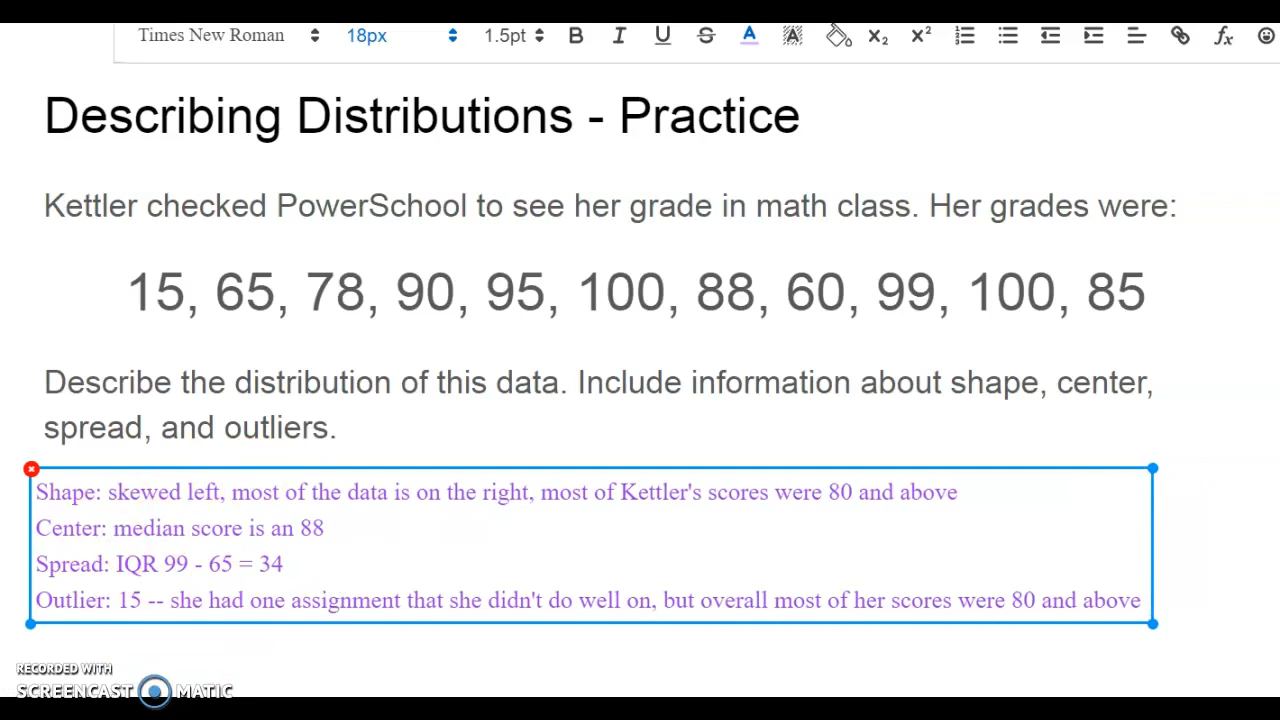 Times New Roman 18px 1.5pt B I U S A A x₂ x² fx
Describing Distributions - Practice
Kettler checked PowerSchool to see her grade in math class. Her grades were:
15, 65, 78, 90, 95, 100, 88, 60, 99, 100, 85
Describe the distribution of this data. Include information about shape, center,
spread, and outliers.
Shape: skewed left, most of the data is on the right, most of Kettler's scores were 80 and above
Center: median score is an 88
Spread: IQR 99 - 65 = 34
Outlier: 15 -- she had one assignment that she didn't do well on, but overall most of her scores were 80 and above
RECORDED WITH
SCREENCAST MATIC